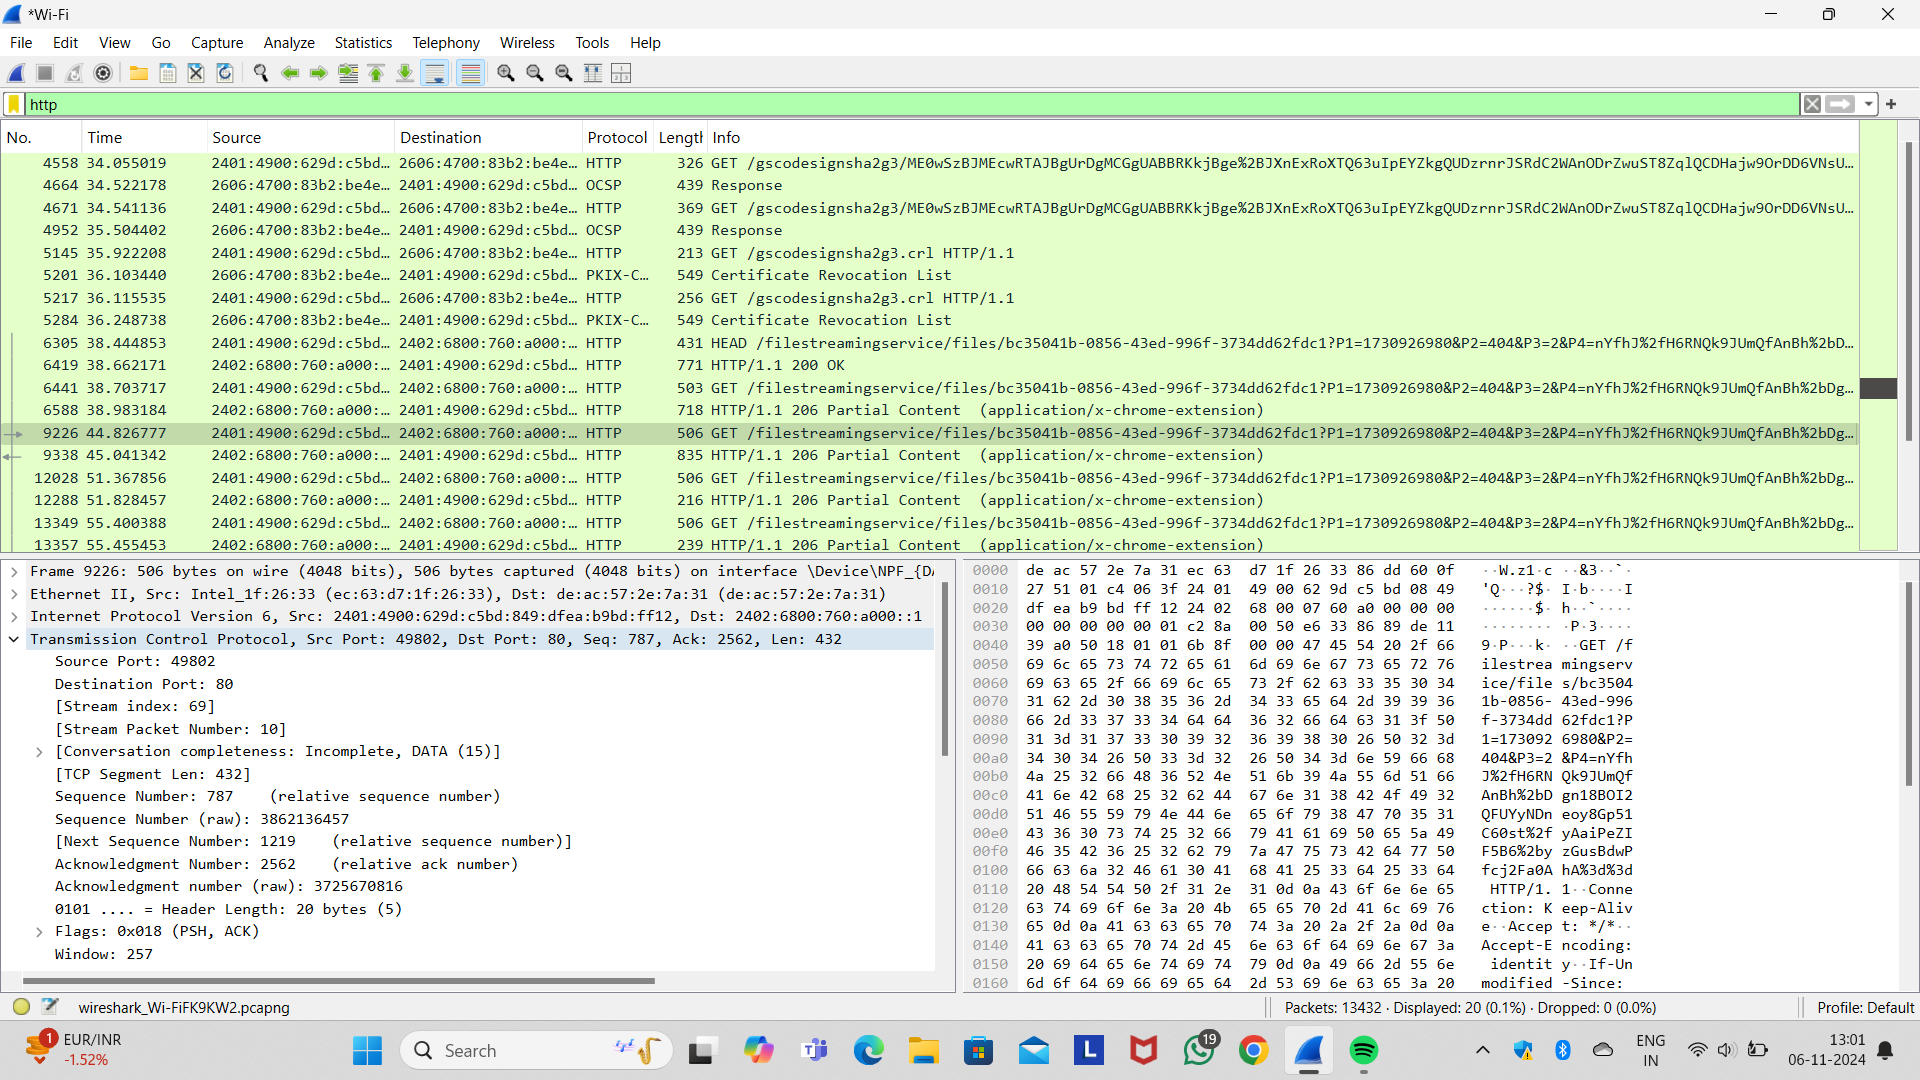 *Wi-Fi
File Edit View Go Capture Analyze Statistics Telephony Wireless Tools Help
http
No. Time Source Destination Protocol Length Info
4558 34.055019 2401:4900:629d:c5bd… 2606:4700:83b2:be4e… HTTP 326 GET /gscodesignsha2g3/ME0wSzBJMEcwRTAJBgUrDgMCGgUABBRKkjBge%2BJXnExRoXTQ63uIpEYZkgQUDzrnrJSRdC2WAnODrZwuST8ZqlQCDHajw9OrDD6VNsU…
4664 34.522178 2606:4700:83b2:be4e… 2401:4900:629d:c5bd… OCSP 439 Response
4671 34.541136 2401:4900:629d:c5bd… 2606:4700:83b2:be4e… HTTP 369 GET /gscodesignsha2g3/ME0wSzBJMEcwRTAJBgUrDgMCGgUABBRKkjBge%2BJXnExRoXTQ63uIpEYZkgQUDzrnrJSRdC2WAnODrZwuST8ZqlQCDHajw9OrDD6VNsU…
4952 35.504402 2606:4700:83b2:be4e… 2401:4900:629d:c5bd… OCSP 439 Response
5145 35.922208 2401:4900:629d:c5bd… 2606:4700:83b2:be4e… HTTP 213 GET /gscodesignsha2g3.crl HTTP/1.1
5201 36.103440 2606:4700:83b2:be4e… 2401:4900:629d:c5bd… PKIX-C… 549 Certificate Revocation List
5217 36.115535 2401:4900:629d:c5bd… 2606:4700:83b2:be4e… HTTP 256 GET /gscodesignsha2g3.crl HTTP/1.1
5284 36.248738 2606:4700:83b2:be4e… 2401:4900:629d:c5bd… PKIX-C… 549 Certificate Revocation List
6305 38.444853 2401:4900:629d:c5bd… 2402:6800:760:a000:… HTTP 431 HEAD /filestreamingservice/files/bc35041b-0856-43ed-996f-3734dd62fdc1?P1=1730926980&P2=404&P3=2&P4=nYfhJ%2fH6RNQk9JUmQfAnBh%2bD…
6419 38.662171 2402:6800:760:a000:… 2401:4900:629d:c5bd… HTTP 771 HTTP/1.1 200 OK
6441 38.703717 2401:4900:629d:c5bd… 2402:6800:760:a000:… HTTP 503 GET /filestreamingservice/files/bc35041b-0856-43ed-996f-3734dd62fdc1?P1=1730926980&P2=404&P3=2&P4=nYfhJ%2fH6RNQk9JUmQfAnBh%2bDg…
6588 38.983184 2402:6800:760:a000:… 2401:4900:629d:c5bd… HTTP 718 HTTP/1.1 206 Partial Content (application/x-chrome-extension)
9226 44.826777 2401:4900:629d:c5bd… 2402:6800:760:a000:… HTTP 506 GET /filestreamingservice/files/bc35041b-0856-43ed-996f-3734dd62fdc1?P1=1730926980&P2=404&P3=2&P4=nYfhJ%2fH6RNQk9JUmQfAnBh%2bDg…
9338 45.041342 2402:6800:760:a000:… 2401:4900:629d:c5bd… HTTP 835 HTTP/1.1 206 Partial Content (application/x-chrome-extension)
12028 51.367856 2401:4900:629d:c5bd… 2402:6800:760:a000:… HTTP 506 GET /filestreamingservice/files/bc35041b-0856-43ed-996f-3734dd62fdc1?P1=1730926980&P2=404&P3=2&P4=nYfhJ%2fH6RNQk9JUmQfAnBh%2bDg…
12288 51.828457 2402:6800:760:a000:… 2401:4900:629d:c5bd… HTTP 216 HTTP/1.1 206 Partial Content (application/x-chrome-extension)
13349 55.400388 2401:4900:629d:c5bd… 2402:6800:760:a000:… HTTP 506 GET /filestreamingservice/files/bc35041b-0856-43ed-996f-3734dd62fdc1?P1=1730926980&P2=404&P3=2&P4=nYfhJ%2fH6RNQk9JUmQfAnBh%2bDg…
13357 55.455453 2402:6800:760:a000:… 2401:4900:629d:c5bd… HTTP 239 HTTP/1.1 206 Partial Content (application/x-chrome-extension)
Frame 9226: 506 bytes on wire (4048 bits), 506 bytes captured (4048 bits) on interface \Device\NPF_{DA
Ethernet II, Src: Intel_1f:26:33 (ec:63:d7:1f:26:33), Dst: de:ac:57:2e:7a:31 (de:ac:57:2e:7a:31)
Internet Protocol Version 6, Src: 2401:4900:629d:c5bd:849:dfea:b9bd:ff12, Dst: 2402:6800:760:a000::1
Transmission Control Protocol, Src Port: 49802, Dst Port: 80, Seq: 787, Ack: 2562, Len: 432
Source Port: 49802
Destination Port: 80
[Stream index: 69]
[Stream Packet Number: 10]
[Conversation completeness: Incomplete, DATA (15)]
[TCP Segment Len: 432]
Sequence Number: 787 (relative sequence number)
Sequence Number (raw): 3862136457
[Next Sequence Number: 1219 (relative sequence number)]
Acknowledgment Number: 2562 (relative ack number)
Acknowledgment number (raw): 3725670816
0101 .... = Header Length: 20 bytes (5)
Flags: 0x018 (PSH, ACK)
Window: 257
0000 de ac 57 2e 7a 31 ec 63 d7 1f 26 33 86 dd 60 0f ··W.z1·c ··&3··`·
0010 27 51 01 c4 06 3f 24 01 49 00 62 9d c5 bd 08 49 'Q···?$· I·b····I
0020 df ea b9 bd ff 12 24 02 68 00 07 60 a0 00 00 00 ······$· h··`····
0030 00 00 00 00 00 01 c2 8a 00 50 e6 33 86 89 de 11 ········ ·P·3····
0040 39 a0 50 18 01 01 6b 8f 00 00 47 45 54 20 2f 66 9·P···k· ··GET /f
0050 69 6c 65 73 74 72 65 61 6d 69 6e 67 73 65 72 76 ilestrea mingserv
0060 69 63 65 2f 66 69 6c 65 73 2f 62 63 33 35 30 34 ice/file s/bc3504
0070 31 62 2d 30 38 35 36 2d 34 33 65 64 2d 39 39 36 1b-0856- 43ed-996
0080 66 2d 33 37 33 34 64 64 36 32 66 64 63 31 3f 50 f-3734dd 62fdc1?P
0090 31 3d 31 37 33 30 39 32 36 39 38 30 26 50 32 3d 1=173092 6980&P2=
00a0 34 30 34 26 50 33 3d 32 26 50 34 3d 6e 59 66 68 404&P3=2 &P4=nYfh
00b0 4a 25 32 66 48 36 52 4e 51 6b 39 4a 55 6d 51 66 J%2fH6RN Qk9JUmQf
00c0 41 6e 42 68 25 32 62 44 67 6e 31 38 42 4f 49 32 AnBh%2bD gn18BOI2
00d0 51 46 55 59 79 4e 44 6e 65 6f 79 38 47 70 35 31 QFUYyNDn eoy8Gp51
00e0 43 36 30 73 74 25 32 66 79 41 61 69 50 65 5a 49 C60st%2f yAaiPeZI
00f0 46 35 42 36 25 32 62 79 7a 47 75 73 42 64 77 50 F5B6%2by zGusBdwP
0100 66 63 6a 32 46 61 30 41 68 41 25 33 64 25 33 64 fcj2Fa0A hA%3d%3d
0110 20 48 54 54 50 2f 31 2e 31 0d 0a 43 6f 6e 6e 65 HTTP/1. 1··Conne
0120 63 74 69 6f 6e 3a 20 4b 65 65 70 2d 41 6c 69 76 ction: K eep-Aliv
0130 65 0d 0a 41 63 63 65 70 74 3a 20 2a 2f 2a 0d 0a e··Accep t: */*··
0140 41 63 63 65 70 74 2d 45 6e 63 6f 64 69 6e 67 3a Accept-E ncoding:
0150 20 69 64 65 6e 74 69 74 79 0d 0a 49 66 2d 55 6e identit y··If-Un
0160 6d 6f 64 69 66 69 65 64 2d 53 69 6e 63 65 3a 20 modified -Since:
wireshark_Wi-FiFK9KW2.pcapng Packets: 13432 · Displayed: 20 (0.1%) · Dropped: 0 (0.0%) Profile: Default
1 EUR/INR
-1.52%
Search
19
ENG
IN
13:01
06-11-2024